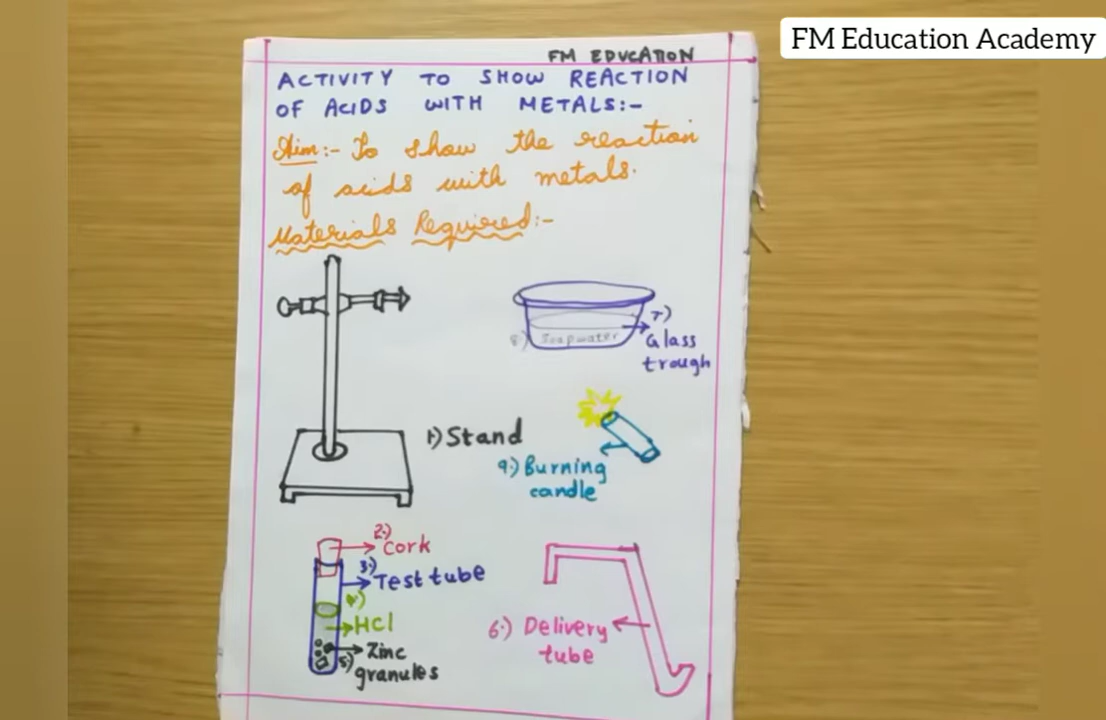 FM Education Academy
FM EDUCATION
ACTIVITY TO SHOW REACTION
OF ACIDS WITH METALS:-
Aim:- To show the reaction
of acids with metals.
Materials Required:-
7)
Glass
trough
8) Soapwater
1) Stand
9.) Burning
candle
2.)
Cork
3.)
Test tube
4.)
HCl
Zinc
5.)
granules
6.) Delivery
tube